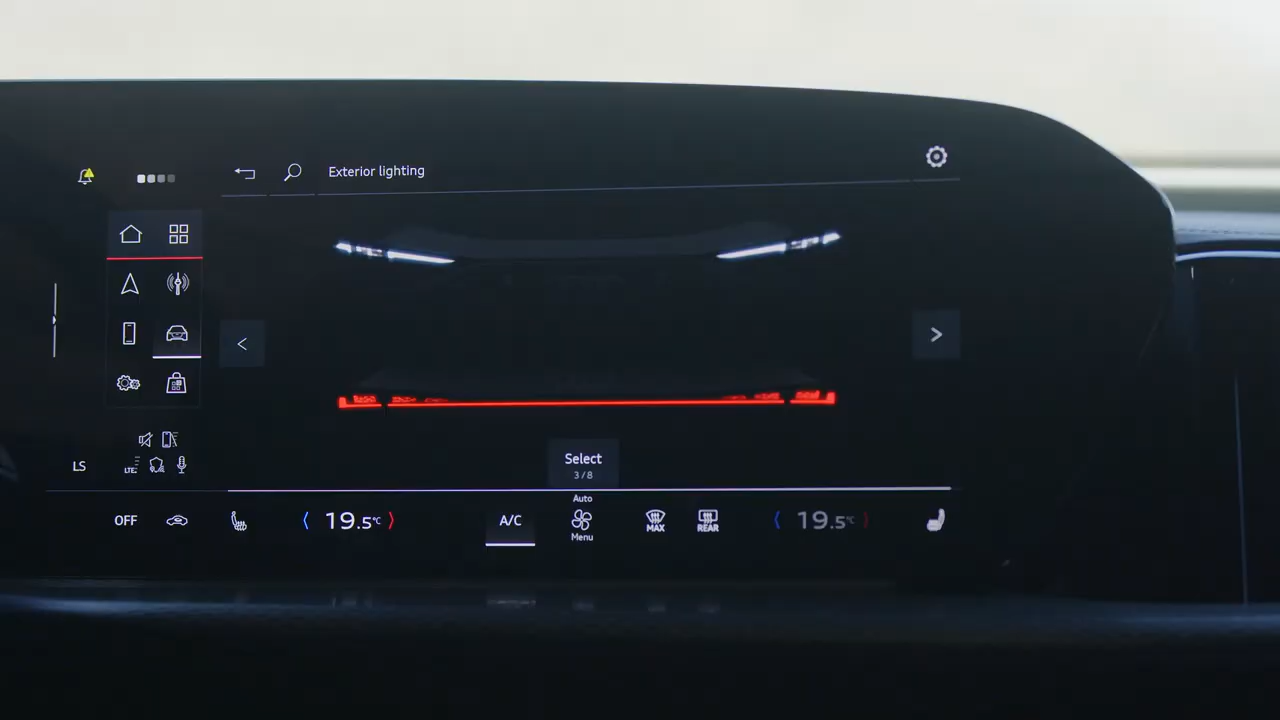 Exterior lighting
Select
3/8
LTE
LS
Auto
OFF
19.5°C
A/C
Menu
MAX
REAR
19.5°C